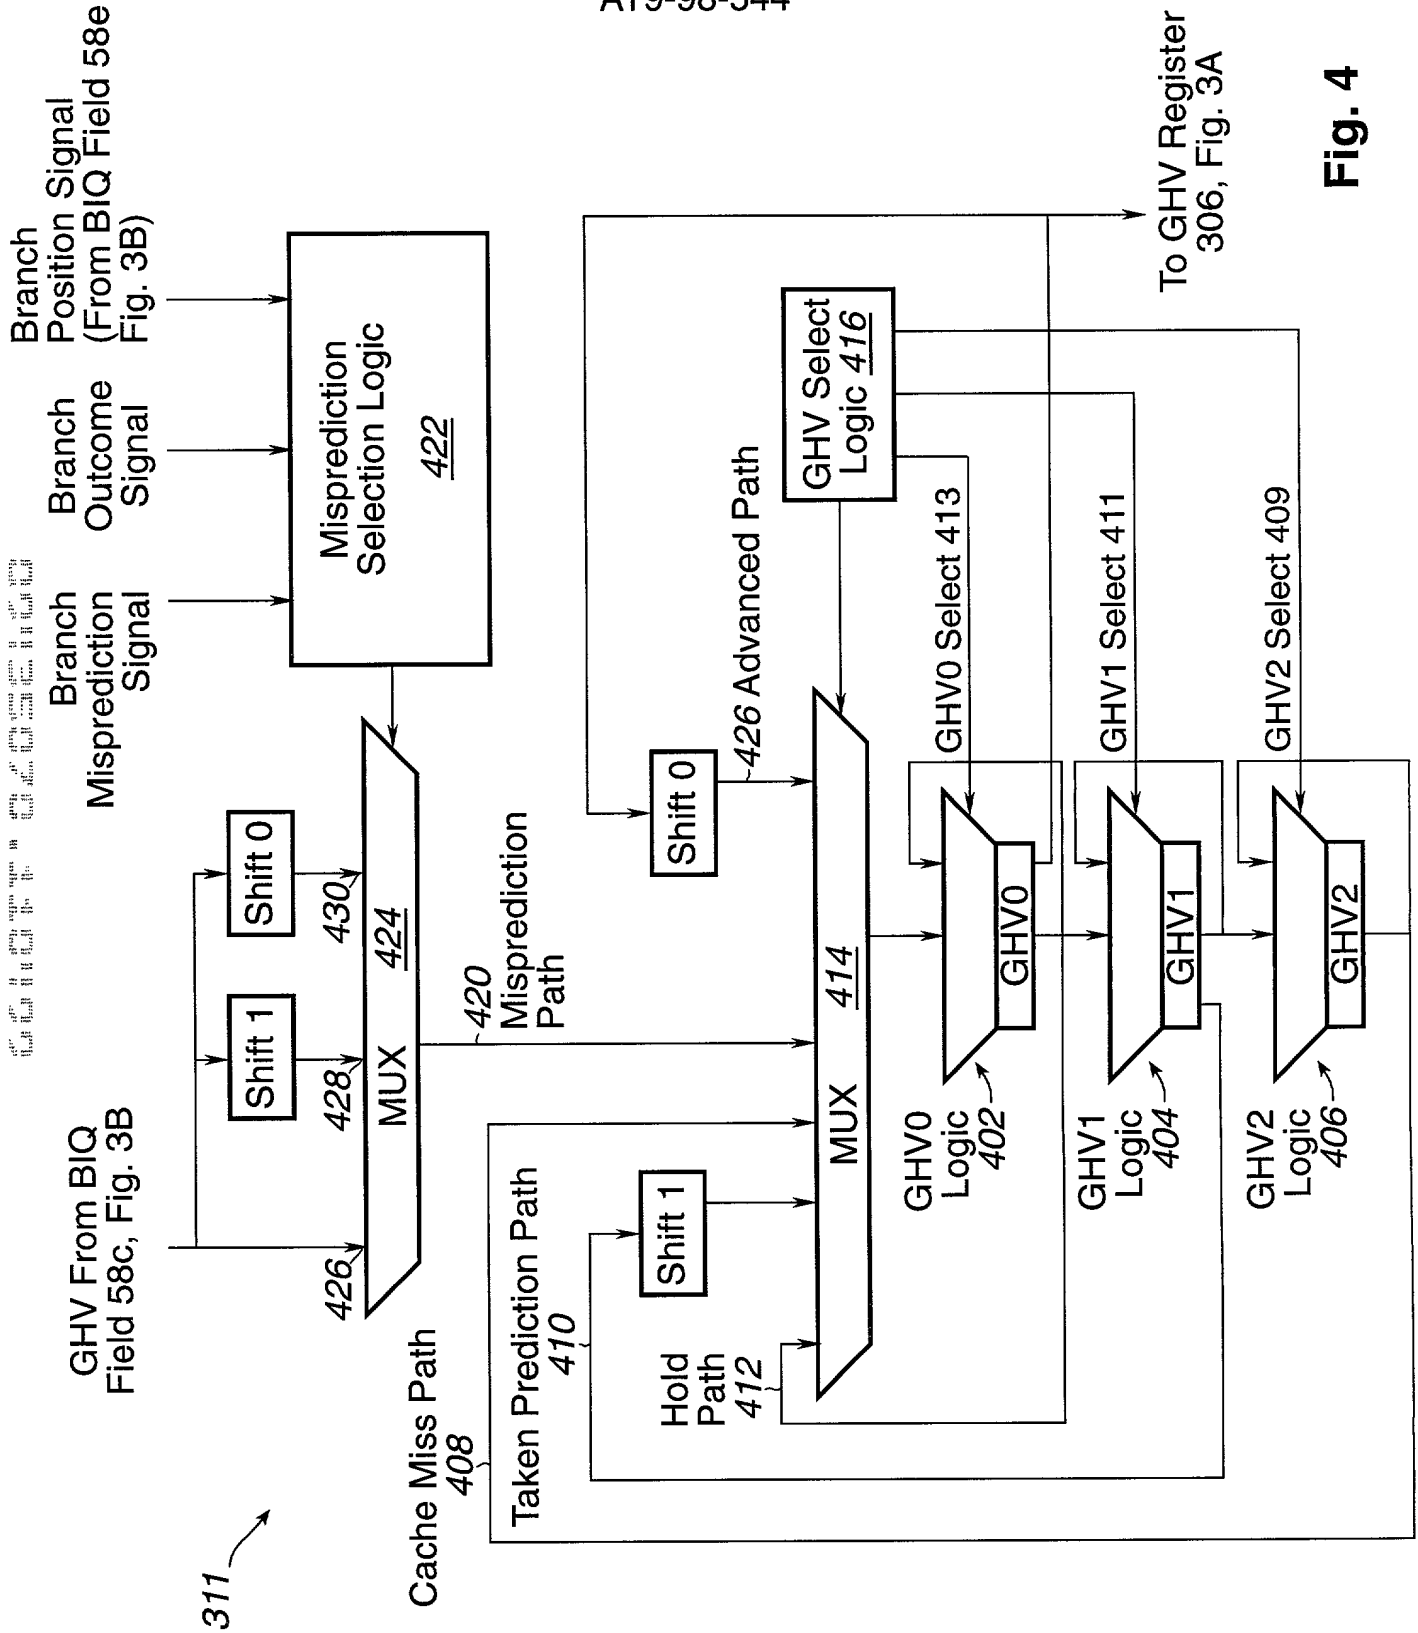 AT9-98-544
311
GHV From BIQ
Field 58c, Fig. 3B
Branch
Misprediction
Signal
Branch
Outcome
Signal
Branch
Position Signal
(From BIQ Field 58e
Fig. 3B)
Shift 1
Shift 0
426
428
430
MUX
424
Misprediction
Selection Logic
422
Cache Miss Path
408
420
Misprediction
Path
Taken Prediction Path
410
Shift 1
Shift 0
426 Advanced Path
Hold
Path
412
MUX
414
GHV Select
Logic 416
GHV0
Logic
402
GHV0
GHV0 Select 413
GHV1
Logic
404
GHV1
GHV1 Select 411
GHV2
Logic
406
GHV2
GHV2 Select 409
To GHV Register
306, Fig. 3A
Fig. 4